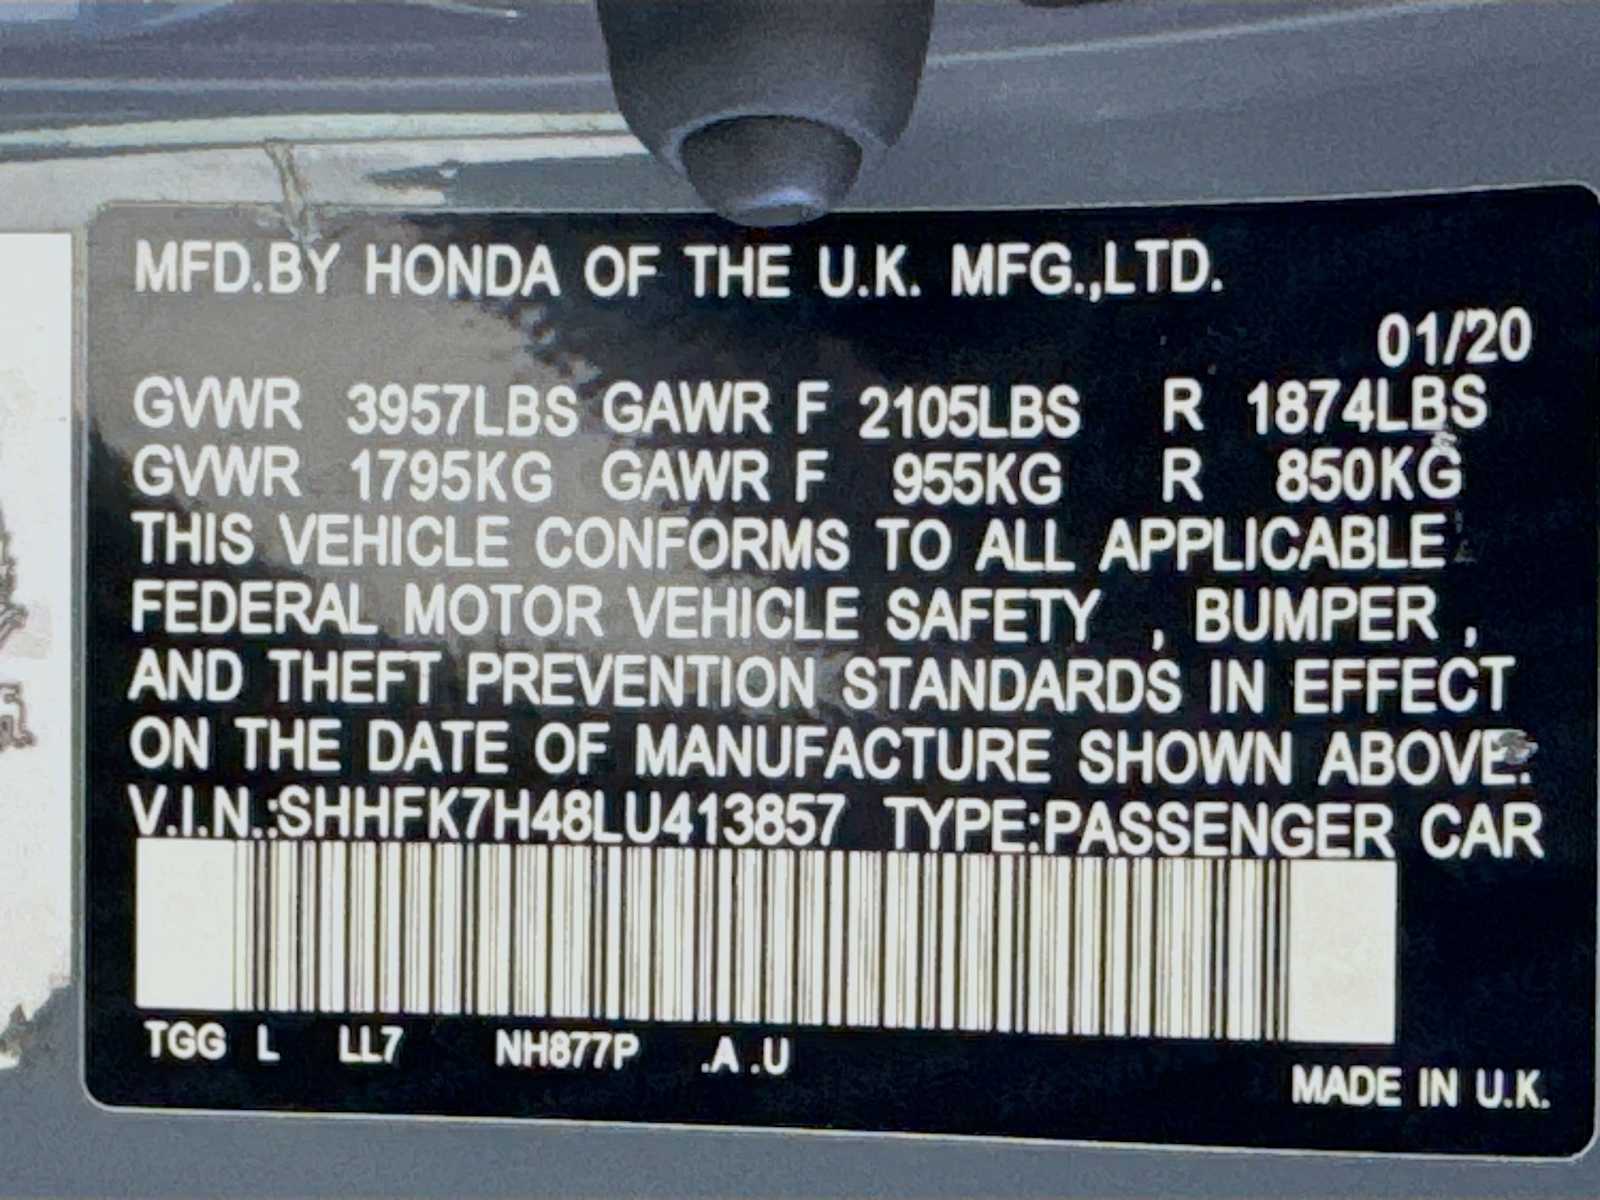 MFD.BY HONDA OF THE U.K. MFG.,LTD.
01/20
GVWR 3957LBS GAWR F 2105LBS R 1874LBS
GVWR 1795KG GAWR F 955KG R 850KG
THIS VEHICLE CONFORMS TO ALL APPLICABLE
FEDERAL MOTOR VEHICLE SAFETY , BUMPER ,
AND THEFT PREVENTION STANDARDS IN EFFECT
ON THE DATE OF MANUFACTURE SHOWN ABOVE.
V.I.N.:SHHFK7H48LU413857 TYPE:PASSENGER CAR
TGG L LL7 NH877P .A .U
MADE IN U.K.